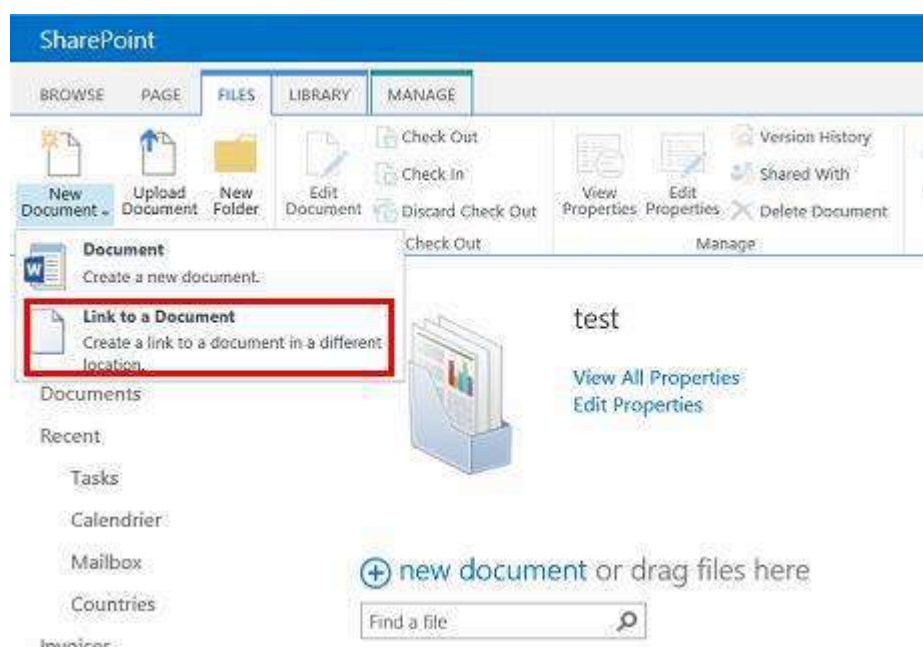 SharePoint
BROWSE PAGE FILES LIBRARY MANAGE
New Document
Upload Document
New Folder
Edit Document
Check Out
Check In
Discard Check Out
Check Out
View Properties
Edit Properties
Version History
Shared With
Delete Document
Manage
W
Document
Create a new document.
Link to a Document
Create a link to a document in a different
location.
Documents
Recent
Tasks
Calendrier
Mailbox
Countries
Invoices
test
View All Properties
Edit Properties
new document or drag files here
Find a file